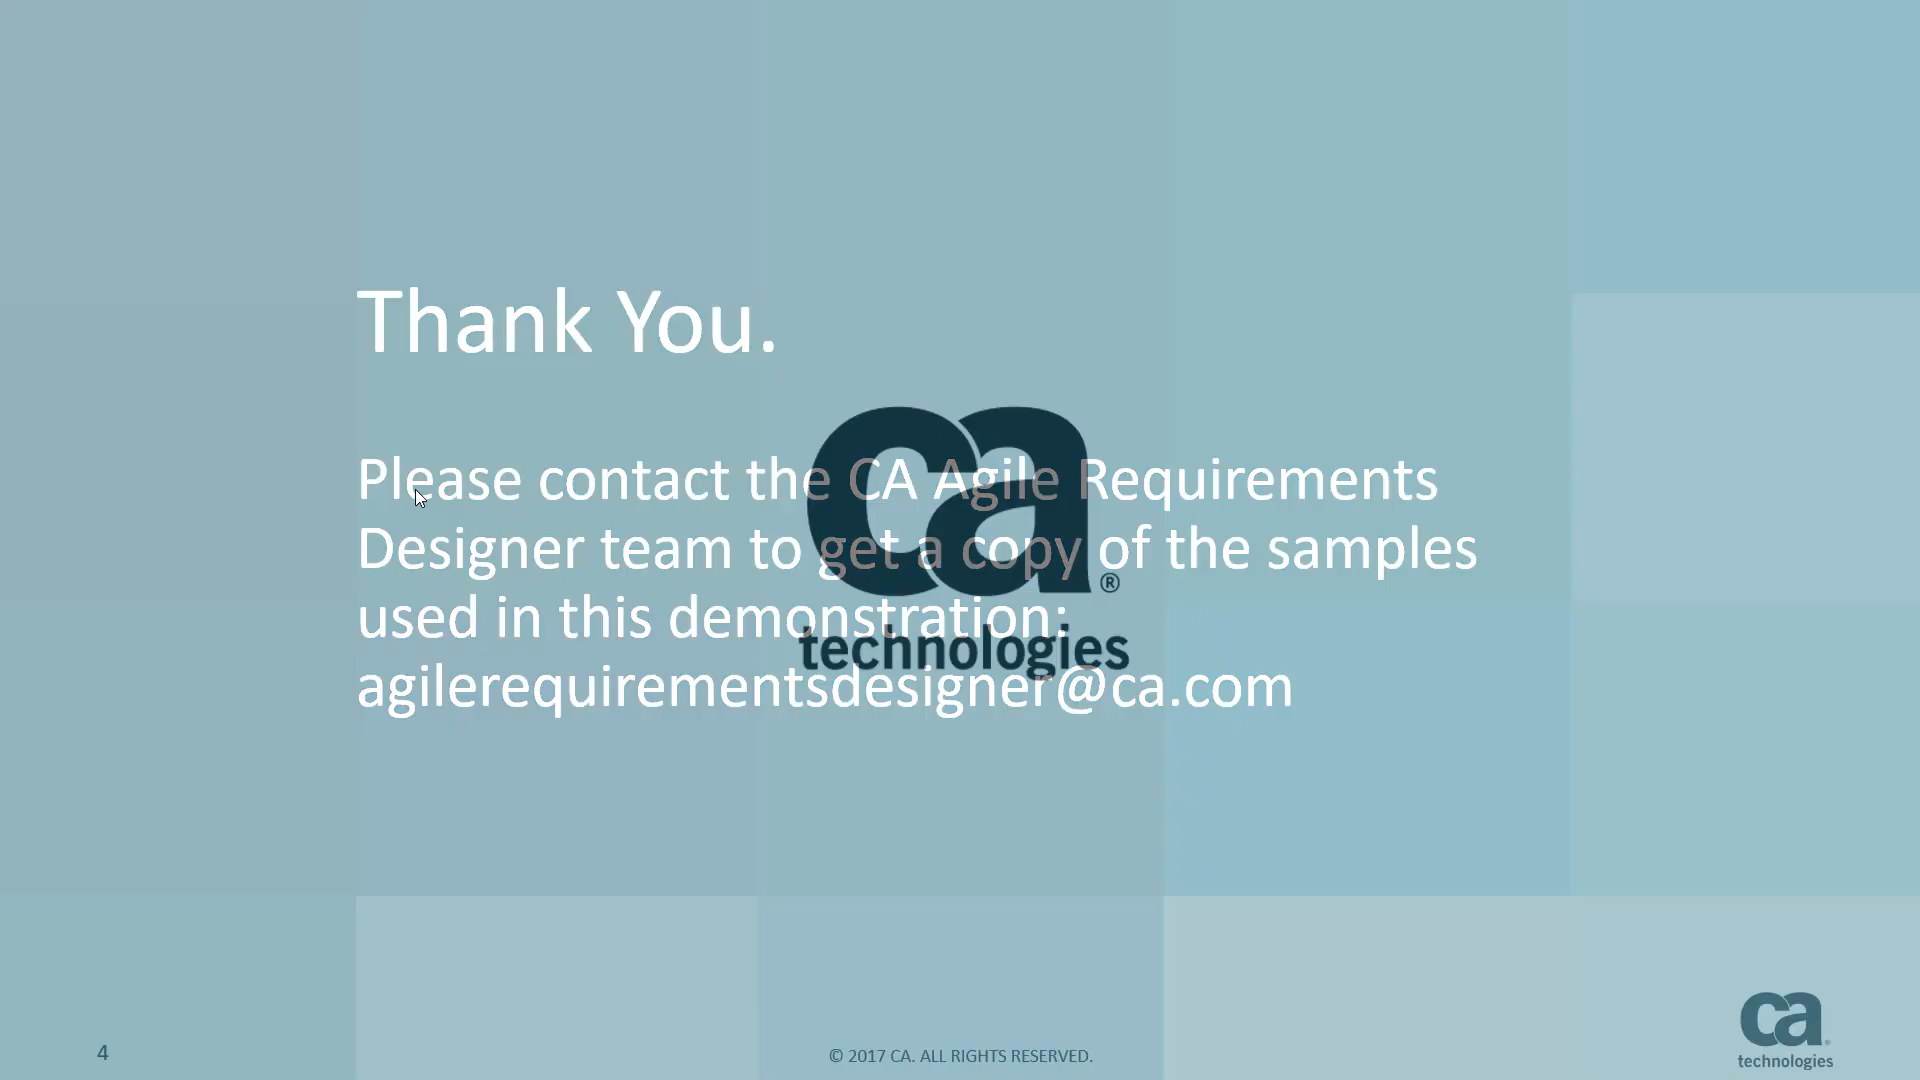 Thank You.
Please contact the CA Agile Requirements
Designer team to get a copy of the samples
used in this demonstration:
agilerequirementsdesigner@ca.com
ca®
technologies
4
© 2017 CA. ALL RIGHTS RESERVED.
ca®
technologies